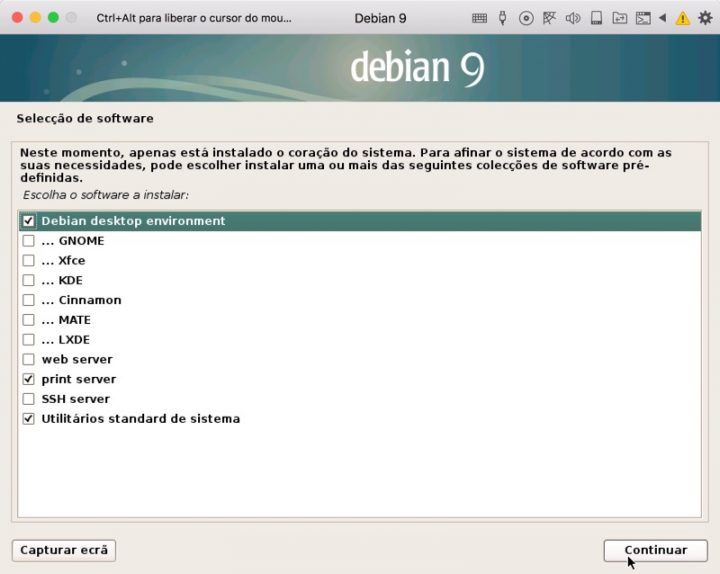 Ctrl+Alt para liberar o cursor do mou... Debian 9
debian 9
Selecção de software
Neste momento, apenas está instalado o coração do sistema. Para afinar o sistema de acordo com as
suas necessidades, pode escolher instalar uma ou mais das seguintes colecções de software pré-
definidas.
Escolha o software a instalar:
Debian desktop environment
... GNOME
... Xfce
... KDE
... Cinnamon
... MATE
... LXDE
web server
print server
SSH server
Utilitários standard de sistema
Capturar ecrã Continuar